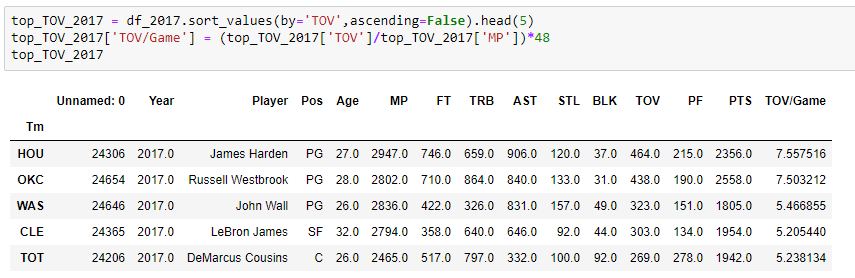 top_TOV_2017 = df_2017.sort_values(by='TOV',ascending=False).head(5)
top_TOV_2017['TOV/Game'] = (top_TOV_2017['TOV']/top_TOV_2017['MP'])*48
top_TOV_2017
Unnamed: 0 Year Player Pos Age MP FT TRB AST STL BLK TOV PF PTS TOV/Game
Tm
HOU 24306 2017.0 James Harden PG 27.0 2947.0 746.0 659.0 906.0 120.0 37.0 464.0 215.0 2356.0 7.557516
OKC 24654 2017.0 Russell Westbrook PG 28.0 2802.0 710.0 864.0 840.0 133.0 31.0 438.0 190.0 2558.0 7.503212
WAS 24646 2017.0 John Wall PG 26.0 2836.0 422.0 326.0 831.0 157.0 49.0 323.0 151.0 1805.0 5.466855
CLE 24365 2017.0 LeBron James SF 32.0 2794.0 358.0 640.0 646.0 92.0 44.0 303.0 134.0 1954.0 5.205440
TOT 24206 2017.0 DeMarcus Cousins C 26.0 2465.0 517.0 797.0 332.0 100.0 92.0 269.0 278.0 1942.0 5.238134